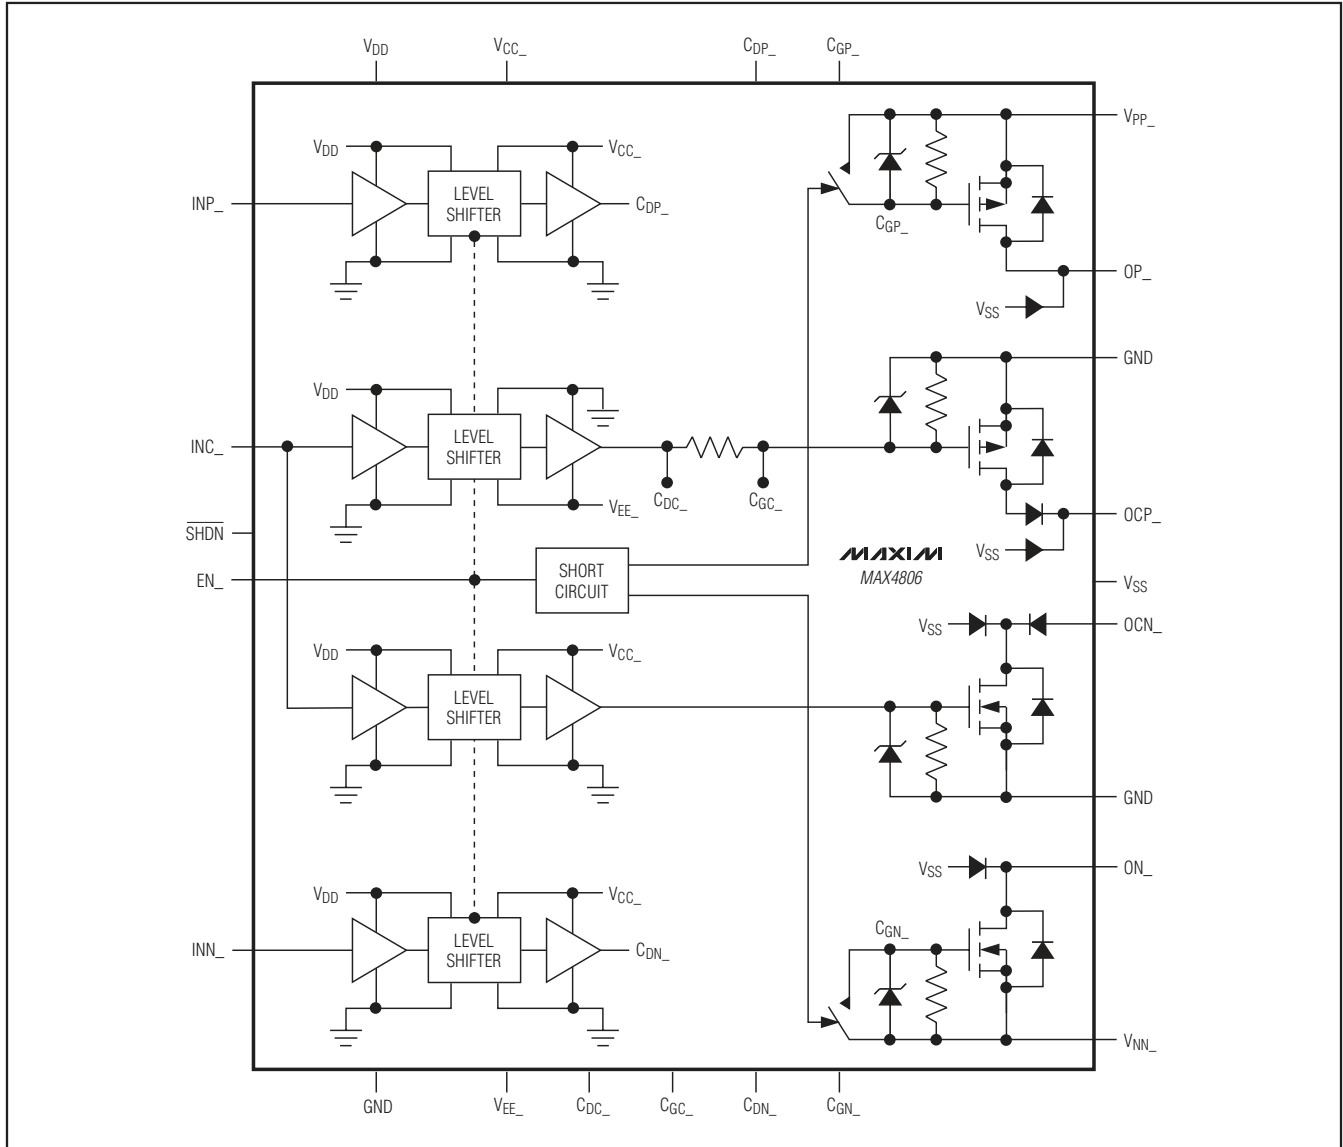 VDD VCC_ CDP_ CGP_
VPP_
VDD VCC_
INP_ LEVEL SHIFTER CDP_
CGP_
OP_
VSS
GND
VDD
INC_ LEVEL SHIFTER
CDC_ CGC_
VEE_
OCP_
SHDN
VSS
MAXIM
MAX4806
EN_ SHORT CIRCUIT
VSS
VSS OCN_
VDD VCC_
LEVEL SHIFTER
GND
VSS ON_
VDD VCC_
CGN_
INN_ LEVEL SHIFTER CDN_
VNN_
GND VEE_ CDC_ CGC_ CDN_ CGN_